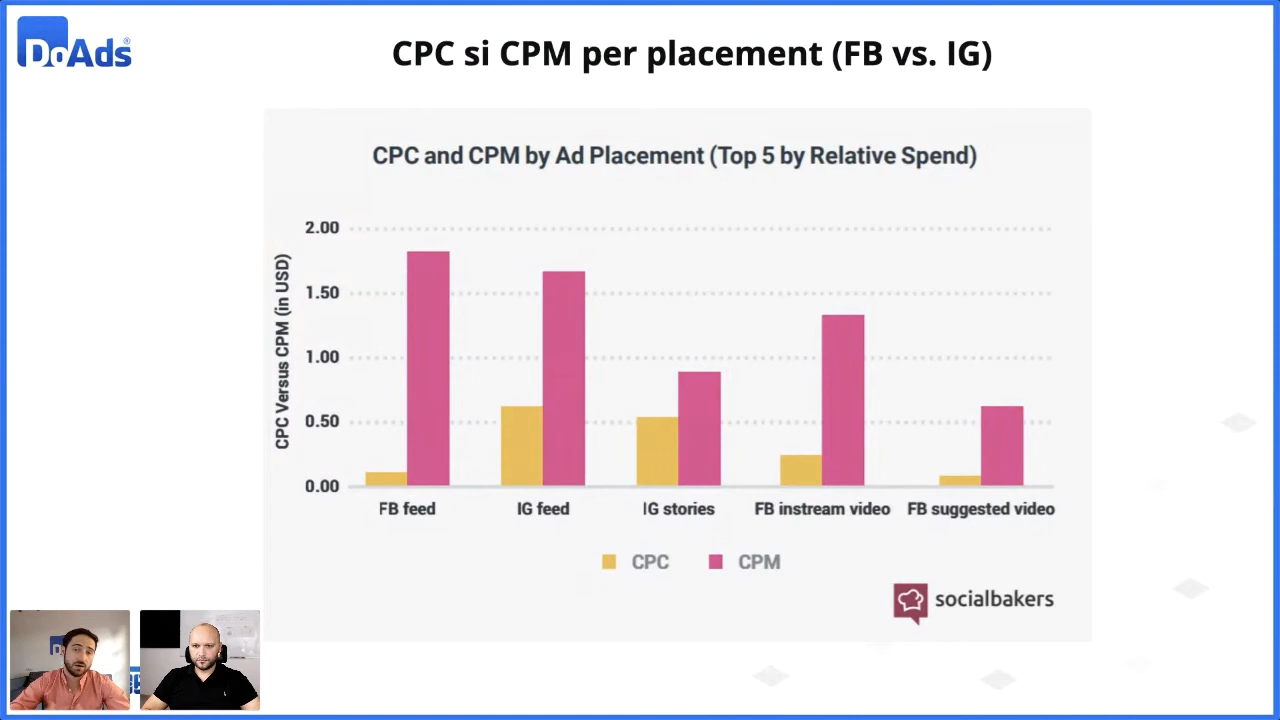 DoAds®
CPC si CPM per placement (FB vs. IG)
CPC and CPM by Ad Placement (Top 5 by Relative Spend)
CPC Versus CPM (in USD)
2.00
1.50
1.00
0.50
0.00
FB feed IG feed IG stories FB instream video FB suggested video
CPC CPM
socialbakers